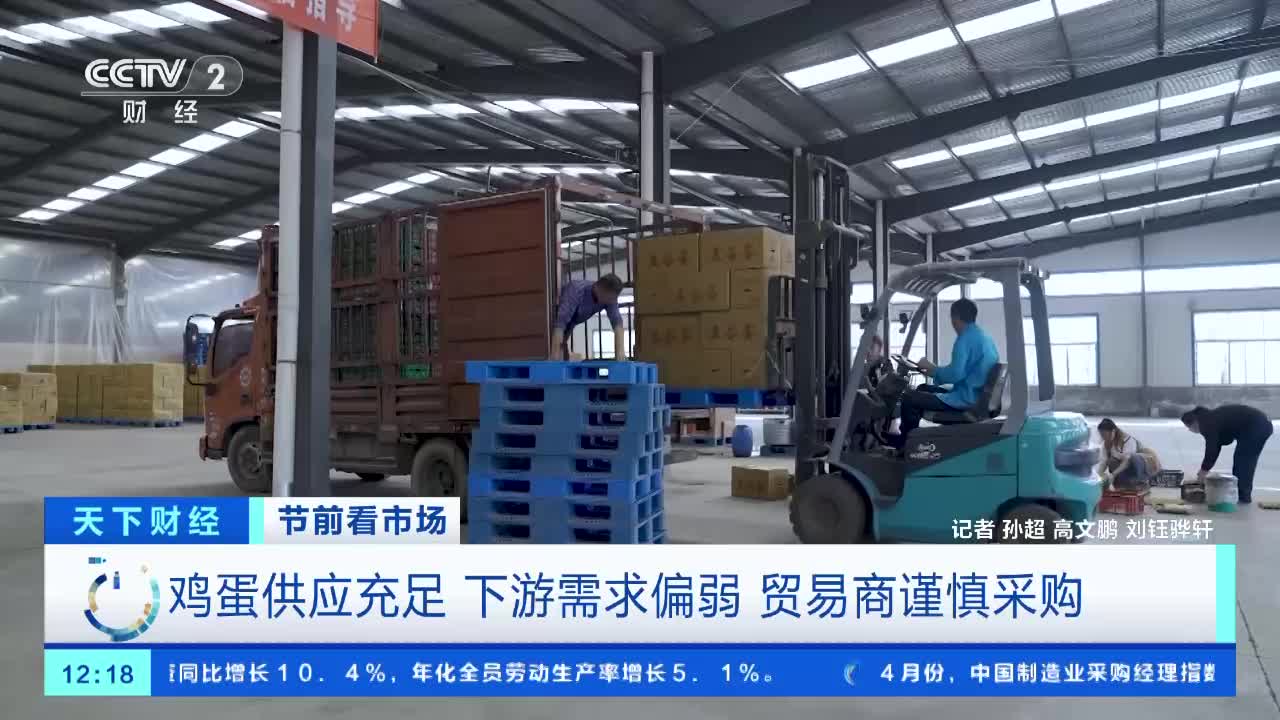 指导
CCTV 2
财经
天下财经
节前看市场
记者 孙超 高文鹏 刘钰骅轩
鸡蛋供应充足 下游需求偏弱 贸易商谨慎采购
12:18
同比增长10.4%，年化全员劳动生产率增长5.1%。 4月份，中国制造业采购经理指数